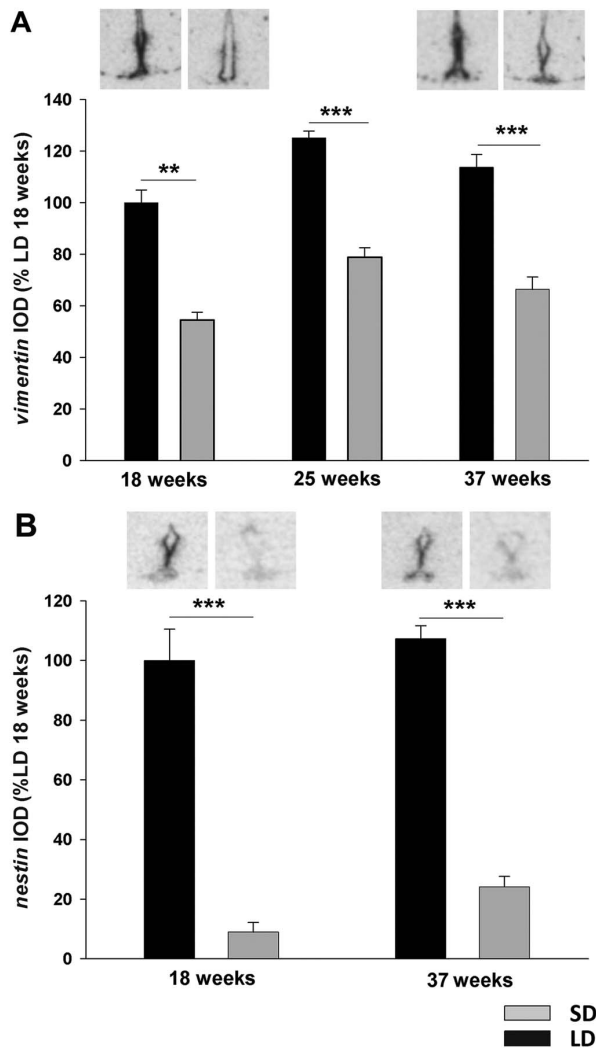 A
vimentin IOD (% LD 18 weeks)
140
120
100
80
60
40
20
0
**
***
***
18 weeks
25 weeks
37 weeks
B
nestin IOD (%LD 18 weeks)
120
100
80
60
40
20
0
***
***
18 weeks
37 weeks
SD
LD